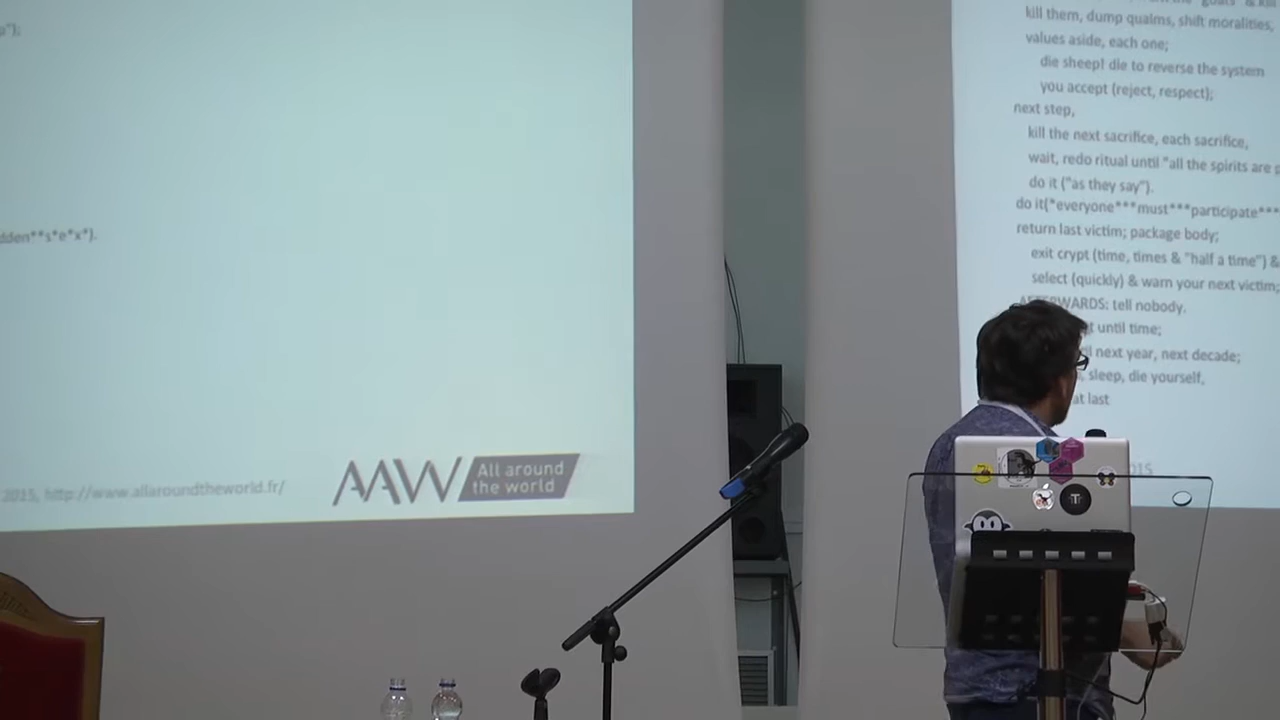 p");
dden**s*e*x*).
2015, http://www.allaroundtheworld.fr/
AAW All around
the world
kill them, dump qualms, shift moralities,
values aside, each one;
die sheep! die to reverse the system
you accept (reject, respect);
next step,
kill the next sacrifice, each sacrifice,
wait, redo ritual until "all the spirits are
do it ("as they say").
do it(*everyone***must***participate***
return last victim; package body;
exit crypt (time, times & "half a time") &
select (quickly) & warn your next victim;
AFTERWARDS: tell nobody.
until time;
next year, next decade;
sleep, die yourself,
at last
2015